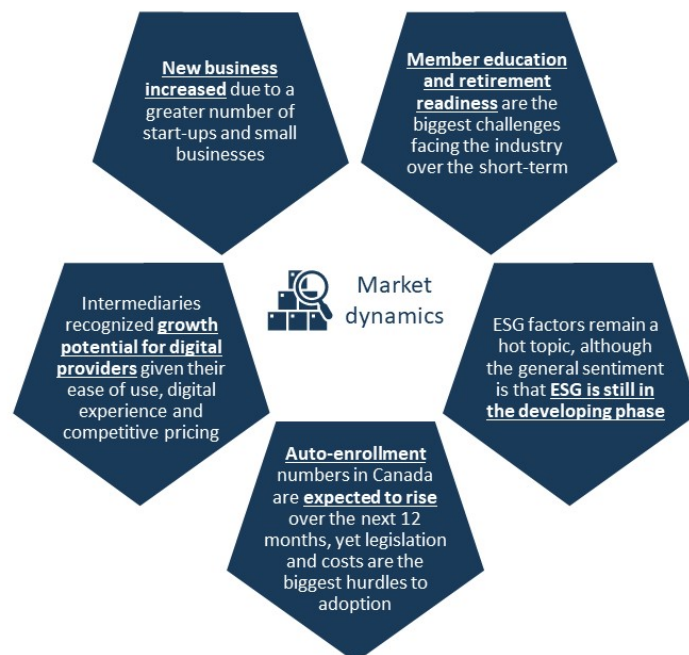 New business
increased due to a
greater number of
start-ups and small
businesses
Member education
and retirement
readiness are the
biggest challenges
facing the industry
over the short-term
Intermediaries
recognized growth
potential for digital
providers given their
ease of use, digital
experience and
competitive pricing
Market
dynamics
ESG factors remain a
hot topic, although
the general sentiment
is that ESG is still in
the developing phase
Auto-enrollment
numbers in Canada
are expected to rise
over the next 12
months, yet legislation
and costs are the
biggest hurdles to
adoption